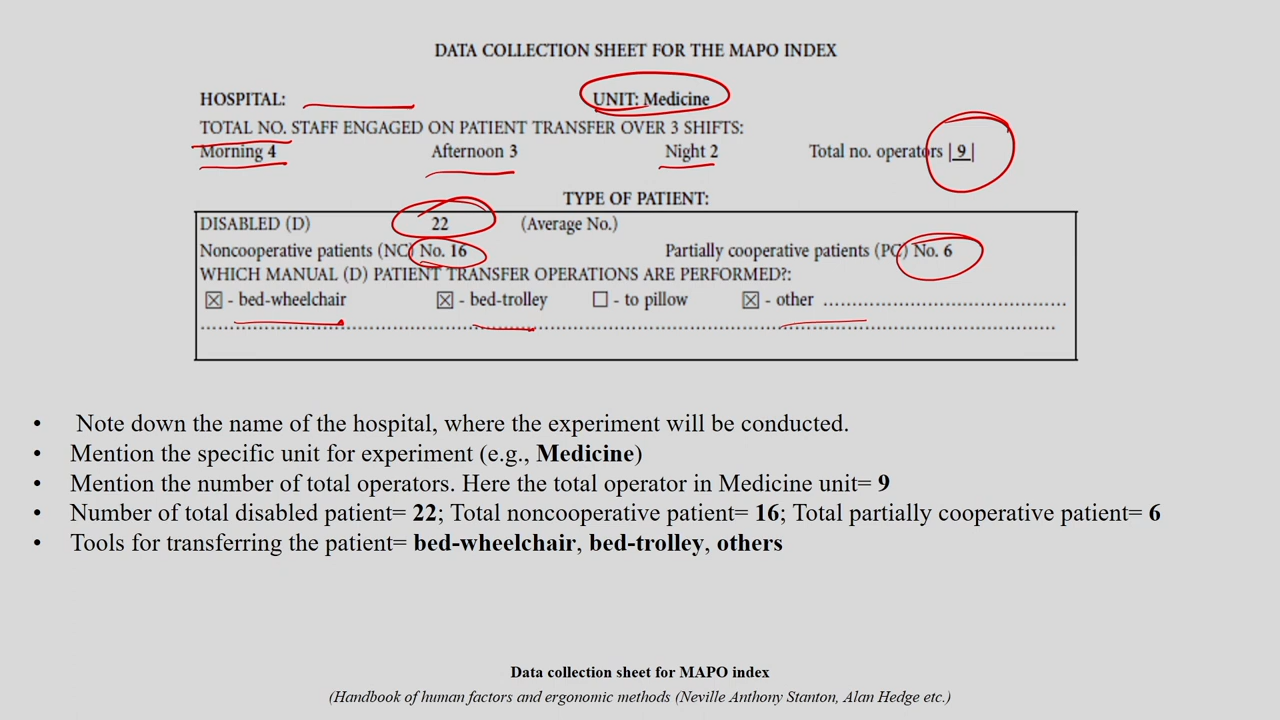 DATA COLLECTION SHEET FOR THE MAPO INDEX
HOSPITAL: UNIT: Medicine
TOTAL NO. STAFF ENGAGED ON PATIENT TRANSFER OVER 3 SHIFTS:
Morning 4 Afternoon 3 Night 2 Total no. operators | 9 |
TYPE OF PATIENT:
DISABLED (D) 22 (Average No.)
Noncooperative patients (NC) No. 16 Partially cooperative patients (PC) No. 6
WHICH MANUAL (D) PATIENT TRANSFER OPERATIONS ARE PERFORMED?:
☒ - bed-wheelchair ☒ - bed-trolley ☐ - to pillow ☒ - other ........................................
• Note down the name of the hospital, where the experiment will be conducted.
• Mention the specific unit for experiment (e.g., Medicine)
• Mention the number of total operators. Here the total operator in Medicine unit= 9
• Number of total disabled patient= 22; Total noncooperative patient= 16; Total partially cooperative patient= 6
• Tools for transferring the patient= bed-wheelchair, bed-trolley, others
Data collection sheet for MAPO index
(Handbook of human factors and ergonomic methods (Neville Anthony Stanton, Alan Hedge etc.)